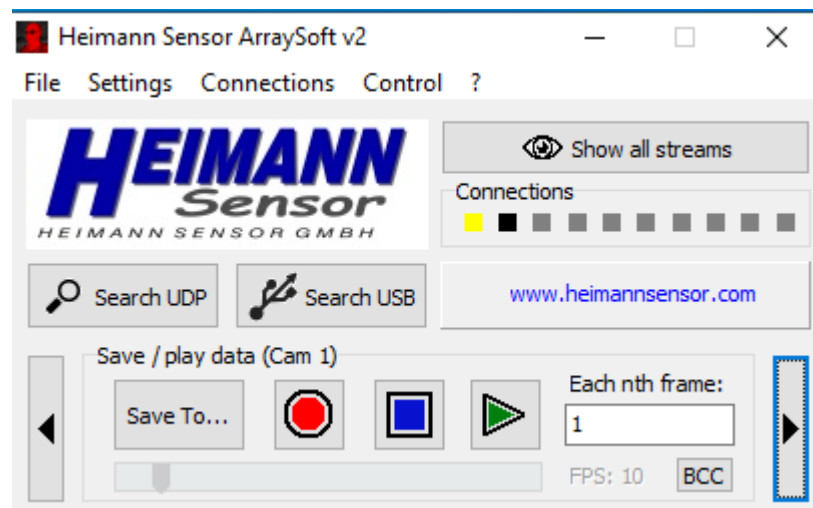 Heimann Sensor ArraySoft v2
File Settings Connections Control ?
HEIMANN
Sensor
HEIMANN SENSOR GMBH
Show all streams
Connections
Search UDP
Search USB
www.heimannsensor.com
Save / play data (Cam 1)
Save To...
Each nth frame:
1
FPS: 10
BCC